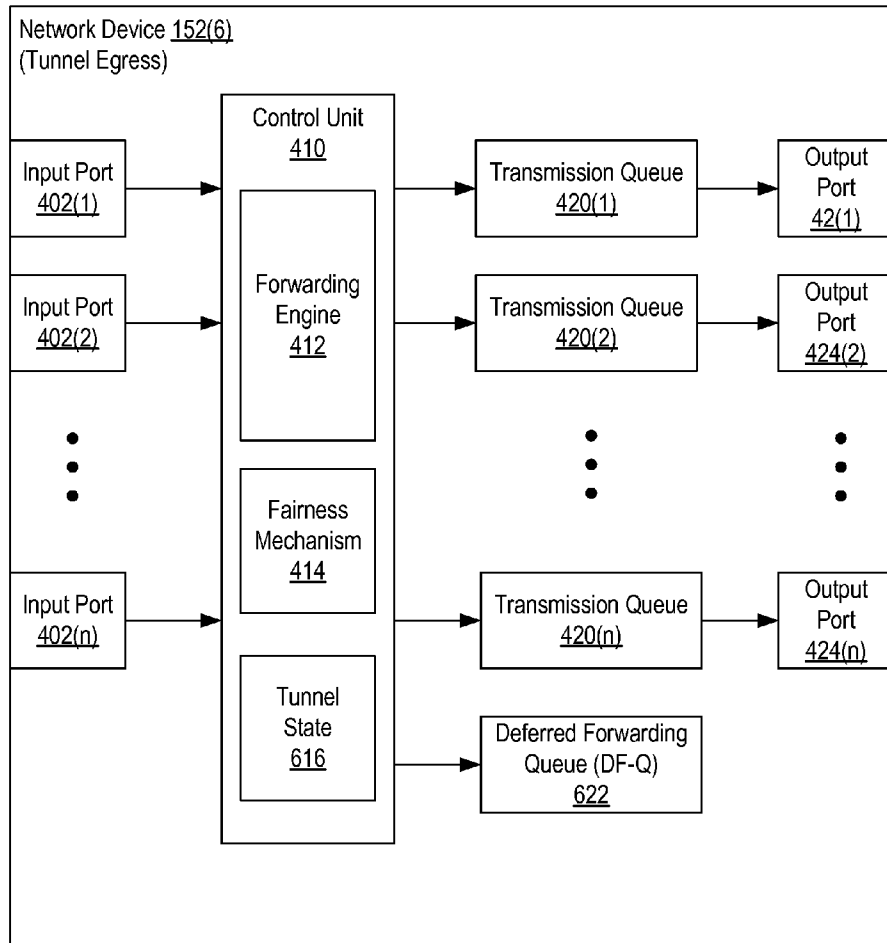 Network Device 152(6)
(Tunnel Egress)
Control Unit
410
Input Port
402(1)
Transmission Queue
420(1)
Output
Port
42(1)
Forwarding
Engine
412
Input Port
402(2)
Transmission Queue
420(2)
Output
Port
424(2)
Fairness
Mechanism
414
Input Port
402(n)
Transmission Queue
420(n)
Output
Port
424(n)
Tunnel
State
616
Deferred Forwarding
Queue (DF-Q)
622